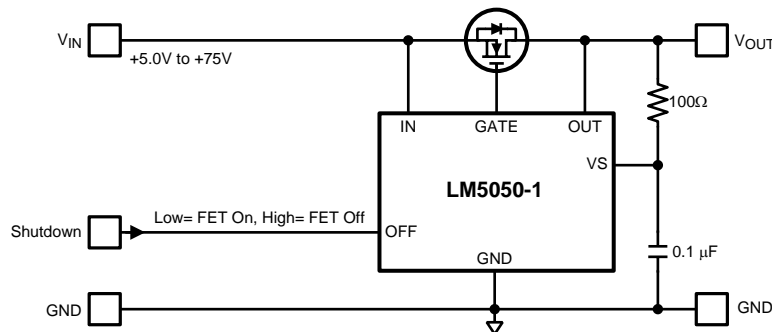 VIN
+5.0V to +75V
VOUT
IN
GATE
OUT
100Ω
VS
LM5050-1
Shutdown
Low= FET On, High= FET Off
OFF
GND
0.1 μF
GND
GND